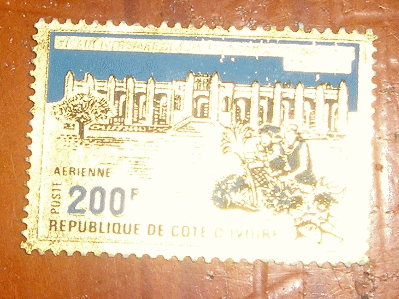 POSTE AERIENNE
200F
REPUBLIQUE DE COTE D'IVOIRE